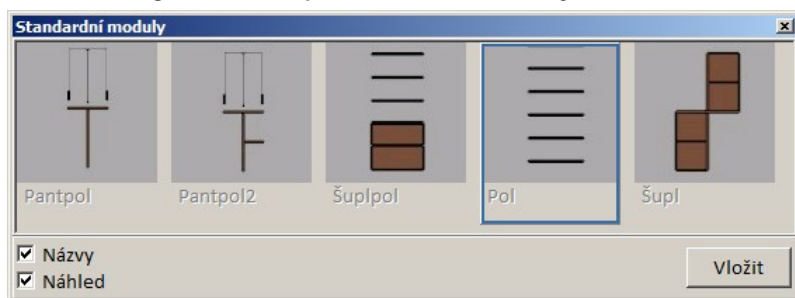 Standardní moduly
Pantpol Pantpol2 Šuplpol Pol Šupl
Názvy
Náhled
Vložit